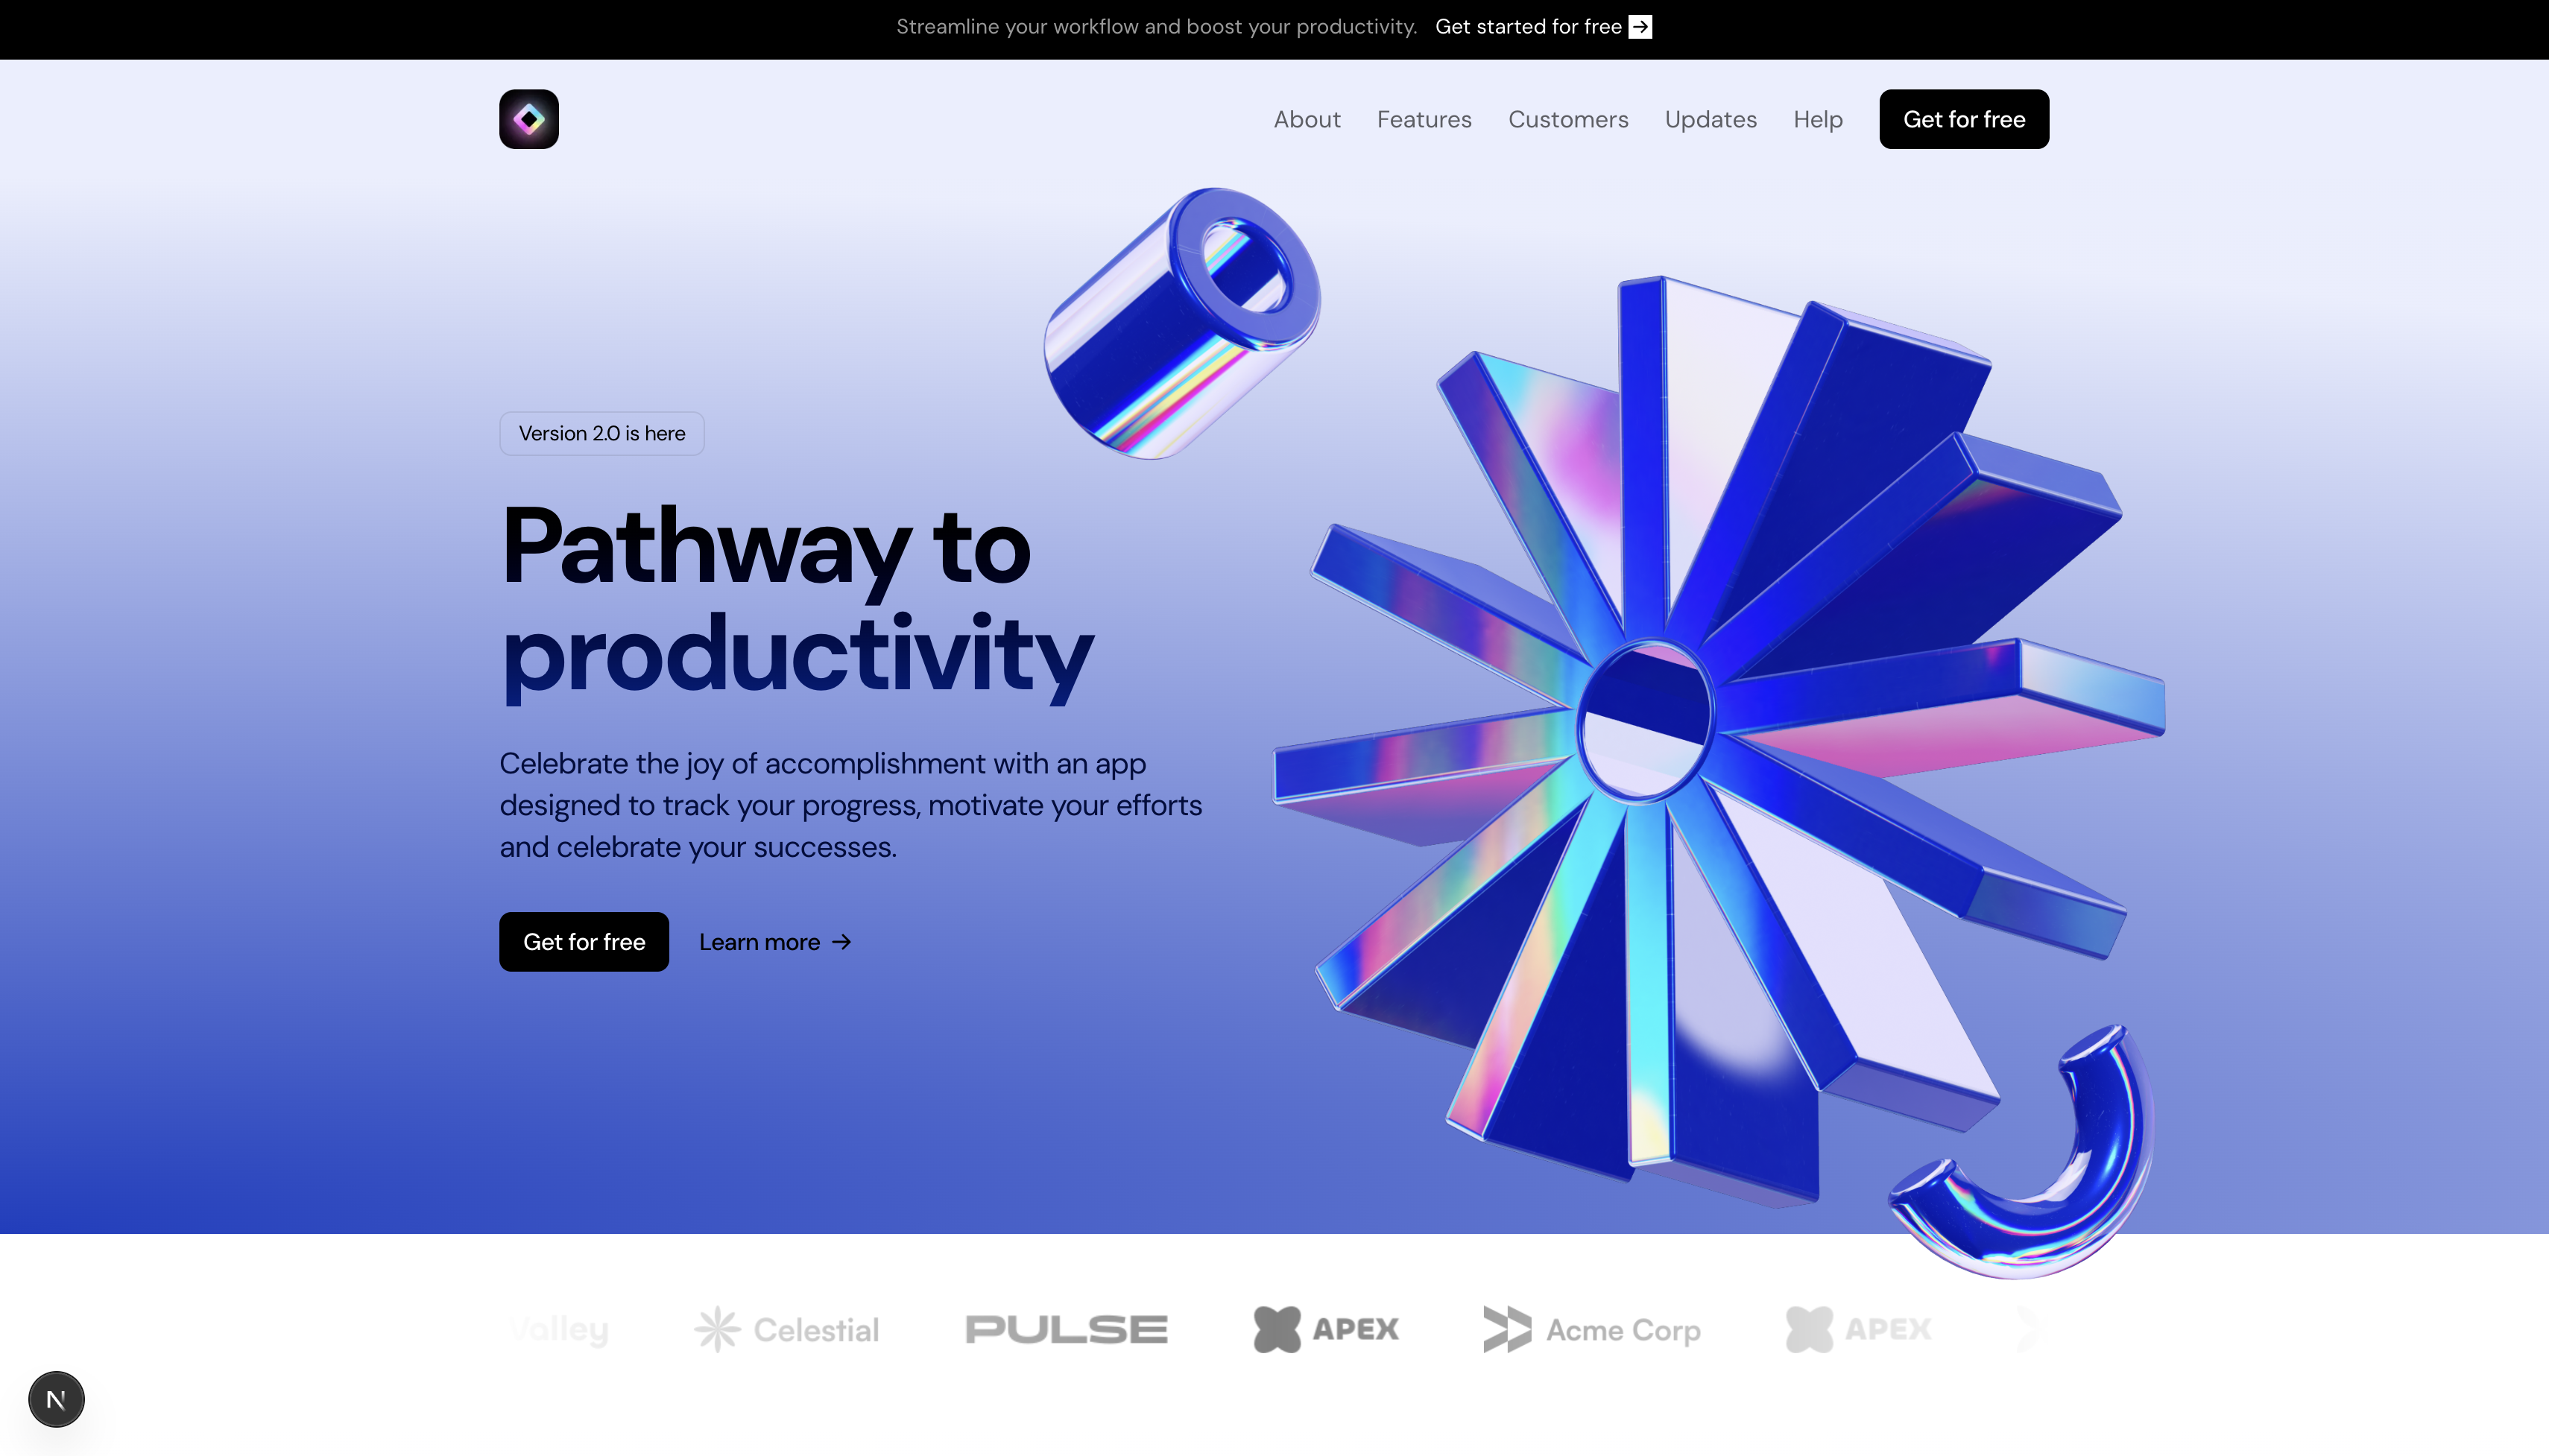 Streamline your workflow and boost your productivity. Get started for free →
About Features Customers Updates Help Get for free
Version 2.0 is here
Pathway to
productivity
Celebrate the joy of accomplishment with an app
designed to track your progress, motivate your efforts
and celebrate your successes.
Get for free Learn more →
Valley Celestial PULSE APEX Acme Corp APEX
N